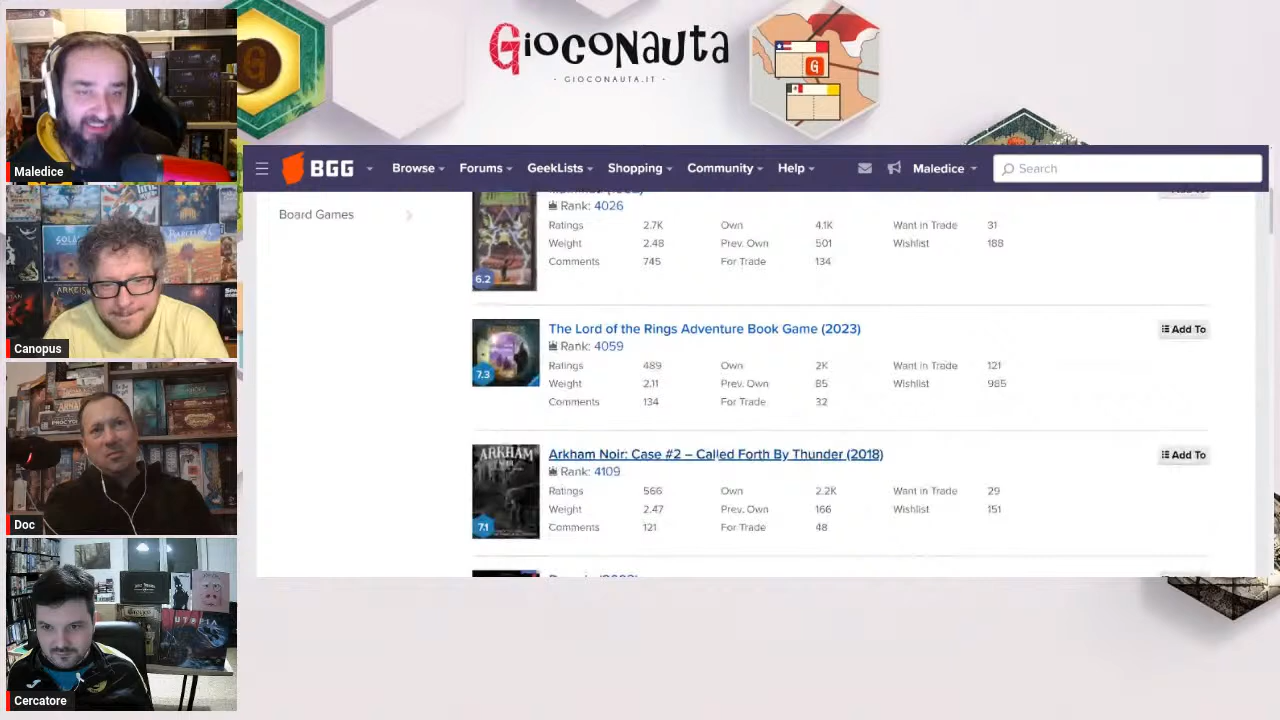 GIOCONAUTA
· GIOCONAUTA.IT ·
G
G
Maledice
Canopus
ARKEIS
Doc
UTOPIA
Cercatore
BGG
Browse
Forums
GeekLists
Shopping
Community
Help
Maledice
Search
Board Games
Rank: 4026
Ratings 2.7K Own 4.1K Want in Trade 31
Weight 2.48 Prev. Own 501 Wishlist 188
Comments 745 For Trade 134
6.2
The Lord of the Rings Adventure Book Game (2023)
Add To
Rank: 4059
Ratings 489 Own 2K Want in Trade 121
Weight 2.11 Prev. Own 85 Wishlist 985
Comments 134 For Trade 32
7.3
Arkham Noir: Case #2 – Called Forth By Thunder (2018)
Add To
Rank: 4109
Ratings 566 Own 2.2K Want in Trade 29
Weight 2.47 Prev. Own 166 Wishlist 151
Comments 121 For Trade 48
ARKHAM
7.1